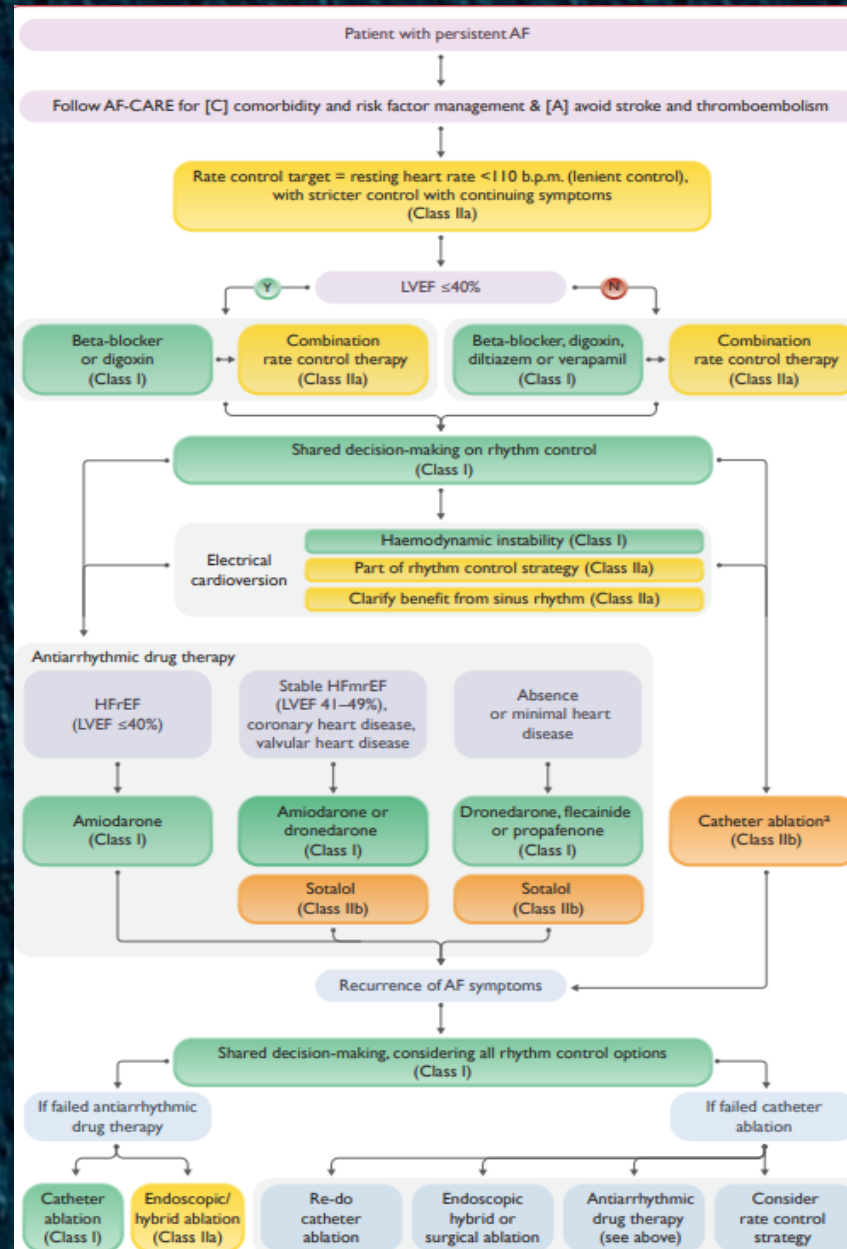 Patient with persistent AF
Follow AF-CARE for [C] comorbidity and risk factor management & [A] avoid stroke and thromboembolism
Rate control target = resting heart rate <110 b.p.m. (lenient control),
with stricter control with continuing symptoms
(Class IIa)
Y
LVEF ≤40%
N
Beta-blocker
or digoxin
(Class I)
Combination
rate control therapy
(Class IIa)
Beta-blocker, digoxin,
diltiazem or verapamil
(Class I)
Combination
rate control therapy
(Class IIa)
Shared decision-making on rhythm control
(Class I)
Electrical
cardioversion
Haemodynamic instability (Class I)
Part of rhythm control strategy (Class IIa)
Clarify benefit from sinus rhythm (Class IIa)
Antiarrhythmic drug therapy
HFrEF
(LVEF ≤40%)
Stable HFmrEF
(LVEF 41–49%),
coronary heart disease,
valvular heart disease
Absence
or minimal heart
disease
Amiodarone
(Class I)
Amiodarone or
dronedarone
(Class I)
Dronedarone, flecainide
or propafenone
(Class I)
Catheter ablationᵃ
(Class IIb)
Sotalol
(Class IIb)
Sotalol
(Class IIb)
Recurrence of AF symptoms
Shared decision-making, considering all rhythm control options
(Class I)
If failed antiarrhythmic
drug therapy
If failed catheter
ablation
Catheter
ablation
(Class I)
Endoscopic/
hybrid ablation
(Class IIa)
Re-do
catheter
ablation
Endoscopic
hybrid or
surgical ablation
Antiarrhythmic
drug therapy
(see above)
Consider
rate control
strategy